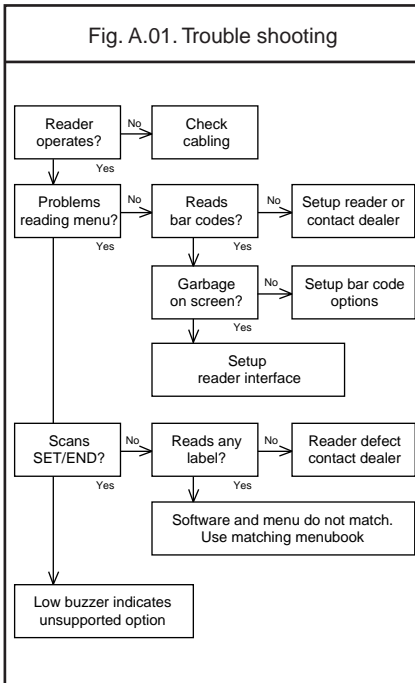 Fig. A.01. Trouble shooting
Reader
operates?
No
Check
cabling
Yes
Problems
reading menu?
No
Reads
bar codes?
No
Setup reader or
contact dealer
Yes
Yes
Garbage
on screen?
No
Setup bar code
options
Yes
Setup
reader interface
Scans
SET/END?
No
Reads any
label?
No
Reader defect
contact dealer
Yes
Yes
Software and menu do not match.
Use matching menubook
Low buzzer indicates
unsupported option